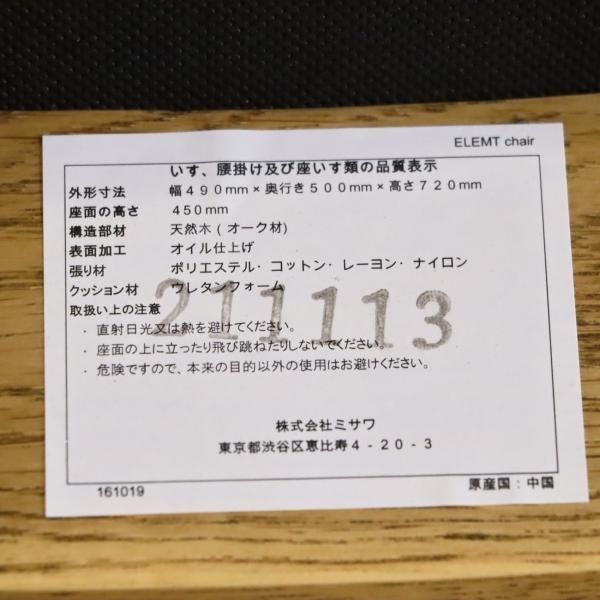 ELEMT chair
いす、腰掛け及び座いす類の品質表示
外形寸法 幅490mm×奥行き500mm×高さ720mm
座面の高さ 450mm
構造部材 天然木(オーク材)
表面加工 オイル仕上げ
張り材 ポリエステル・コットン・レーヨン・ナイロン
クッション材 ウレタンフォーム
211113
取扱い上の注意
・直射日光又は熱を避けてください。
・座面の上に立ったり飛び跳ねたりしないでください。
・危険ですので、本来の目的以外の使用はお避けください。
株式会社ミサワ
東京都渋谷区恵比寿4-20-3
161019 原産国:中国